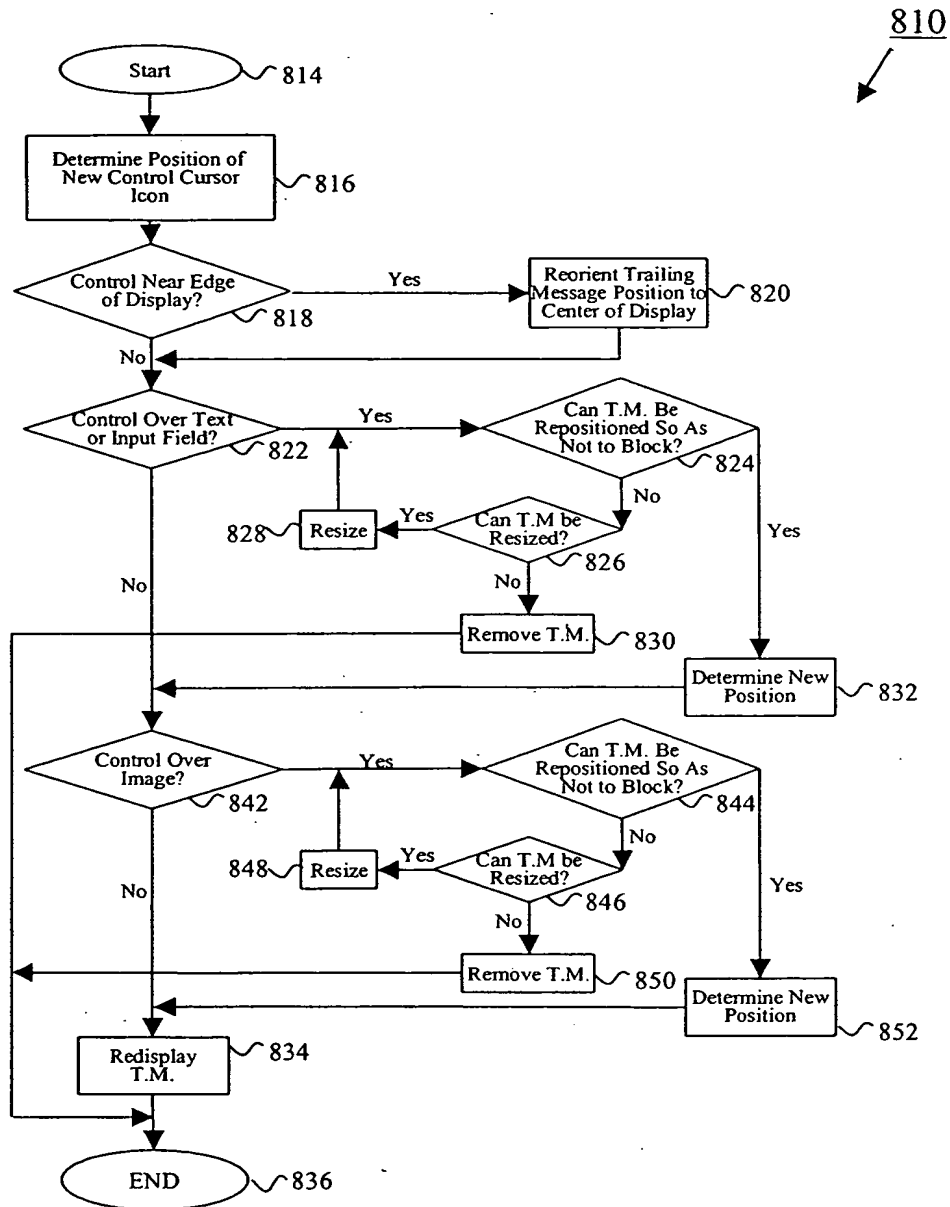 810
Start
814
Determine Position of
New Control Cursor
Icon
816
Control Near Edge
of Display?
818
Yes
Reorient Trailing
Message Position to
Center of Display
820
No
Control Over Text
or Input Field?
822
Yes
Can T.M. Be
Repositioned So As
Not to Block?
824
No
Yes
828
Resize
Yes
Can T.M be
Resized?
826
No
No
Remove T.M.
830
Determine New
Position
832
Control Over
Image?
842
Yes
Can T.M. Be
Repositioned So As
Not to Block?
844
No
Yes
848
Resize
Yes
Can T.M be
Resized?
846
No
No
Remove T.M.
850
Determine New
Position
852
Redisplay
T.M.
834
END
836